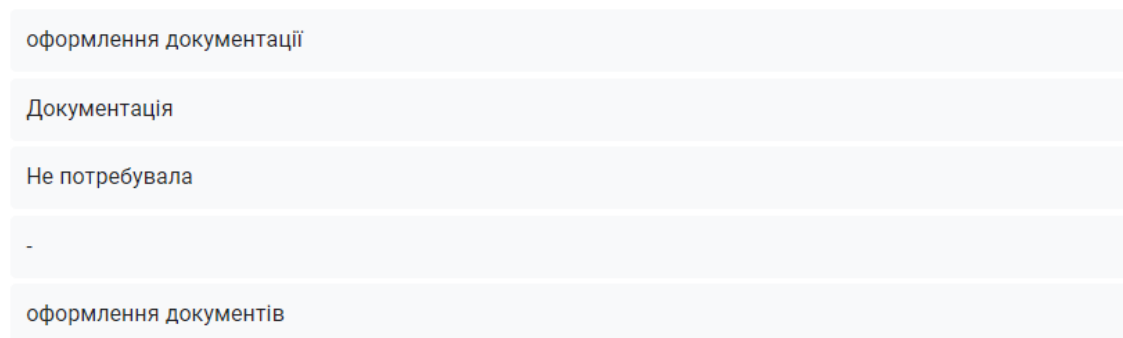 оформлення документації
Документація
Не потребувала
-
оформлення документів